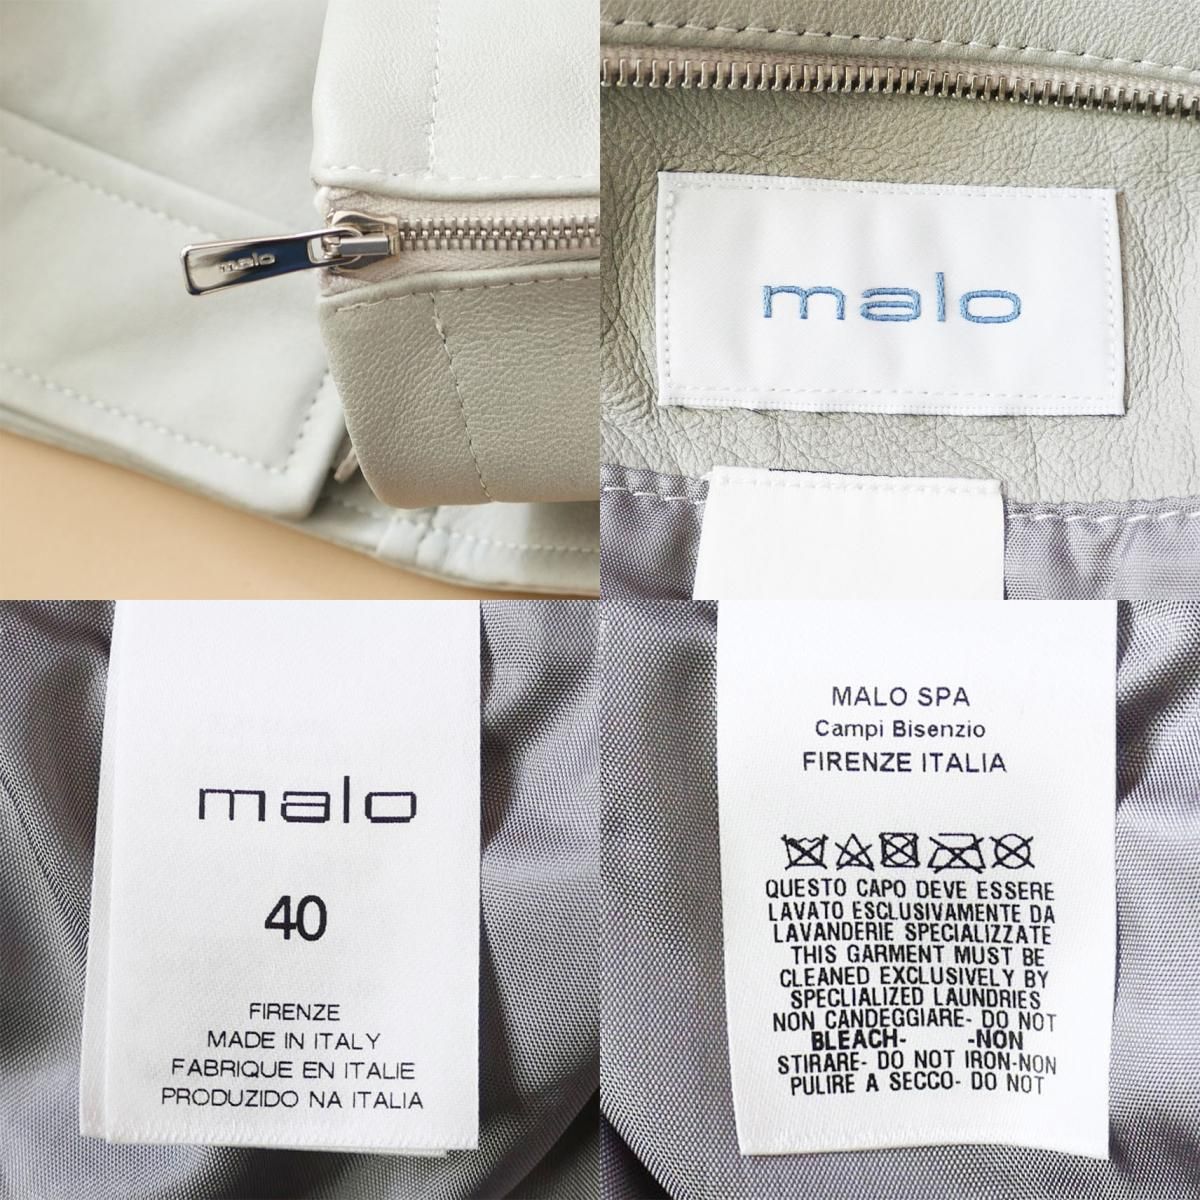 malo
malo
malo
40
FIRENZE
MADE IN ITALY
FABRIQUE EN ITALIE
PRODUZIDO NA ITALIA
MALO SPA
Campi Bisenzio
FIRENZE ITALIA
QUESTO CAPO DEVE ESSERE
LAVATO ESCLUSIVAMENTE DA
LAVANDERIE SPECIALIZZATE
THIS GARMENT MUST BE
CLEANED EXCLUSIVELY BY
SPECLIALIZED LAUNDRIES
NON CANDEGGIARE- DO NOT
BLEACH- -NON
STIRARE- DO NOT IRON-NON
PULIRE A SECCO- DO NOT